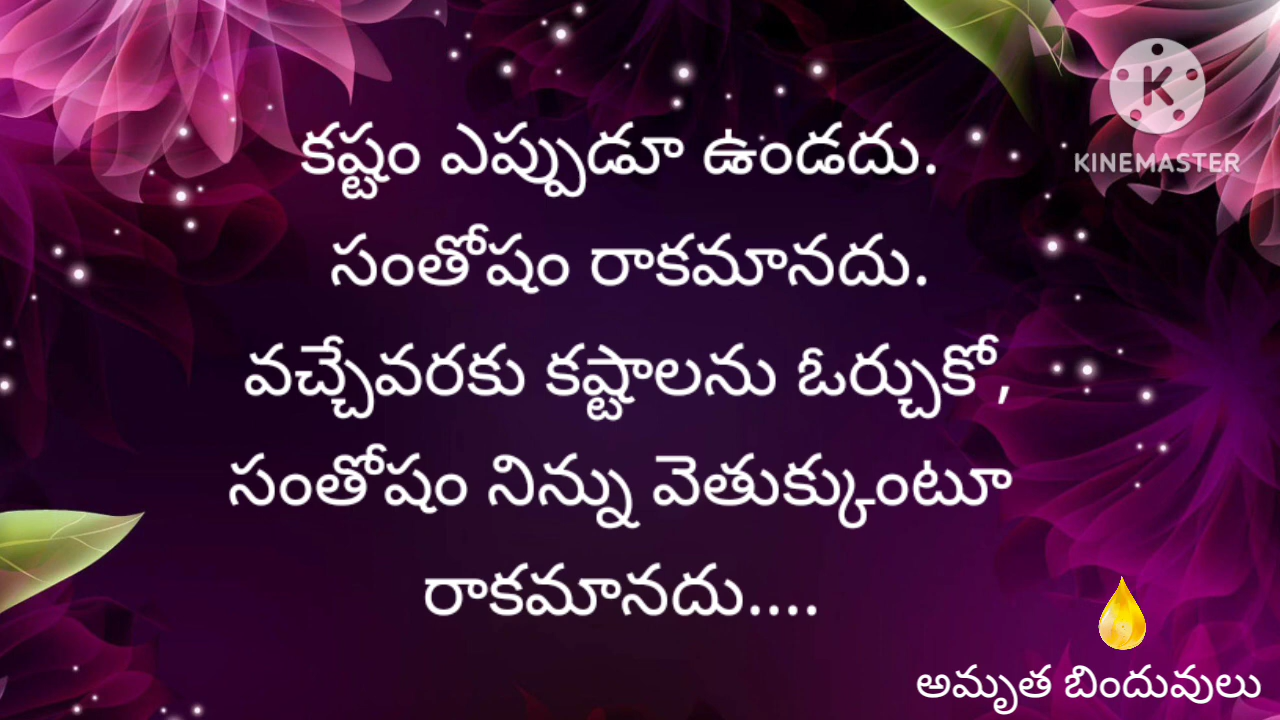 కష్టం ఎప్పుడూ ఉండదు.
సంతోషం రాకమానదు.
వచ్చేవరకు కష్టాలను ఓర్చుకో,
సంతోషం నిన్ను వెతుక్కుంటూ
రాకమానదు....
K
KINEMASTER
అమృత బిందువులు